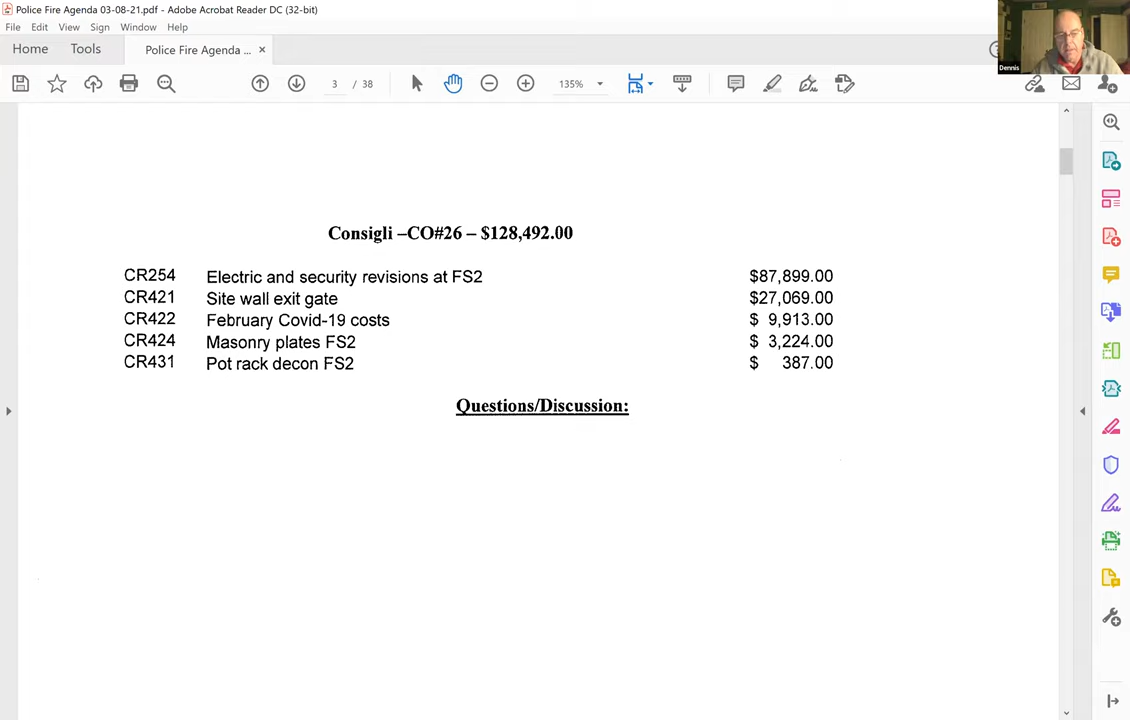 Police Fire Agenda 03-08-21.pdf - Adobe Acrobat Reader DC (32-bit)
File Edit View Sign Window Help
Home Tools Police Fire Agenda ... ×
3 / 38 135%
Dennis
Consigli –CO#26 – $128,492.00
CR254 Electric and security revisions at FS2 $87,899.00
CR421 Site wall exit gate $27,069.00
CR422 February Covid-19 costs $ 9,913.00
CR424 Masonry plates FS2 $ 3,224.00
CR431 Pot rack decon FS2 $ 387.00
Questions/Discussion: